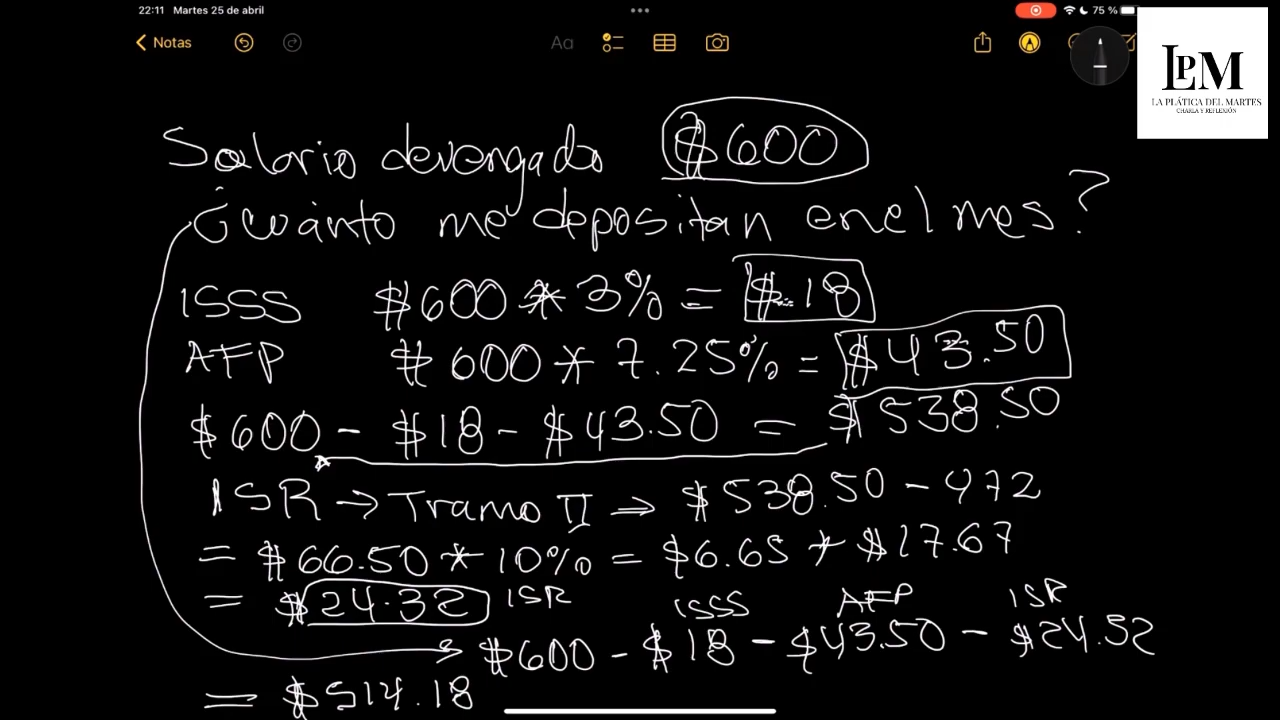 22:11 Martes 25 de abril
75 %
Notas
Aa
LPM
LA PLÁTICA DEL MARTES
CHARLA Y REFLEXIÓN
Salario devengado $600
¿Cuánto me depositan en el mes?
ISSS $600 * 3% = $18
AFP $600 * 7.25% = $43.50
$600 - $18 - $43.50 = $538.50
ISR → Tramo II ⇒ $538.50 - 472
= $66.50 * 10% = $6.65 + $17.67
= $24.32 ISR
ISSS AFP ISR
$600 - $18 - $43.50 - $24.32
= $514.18